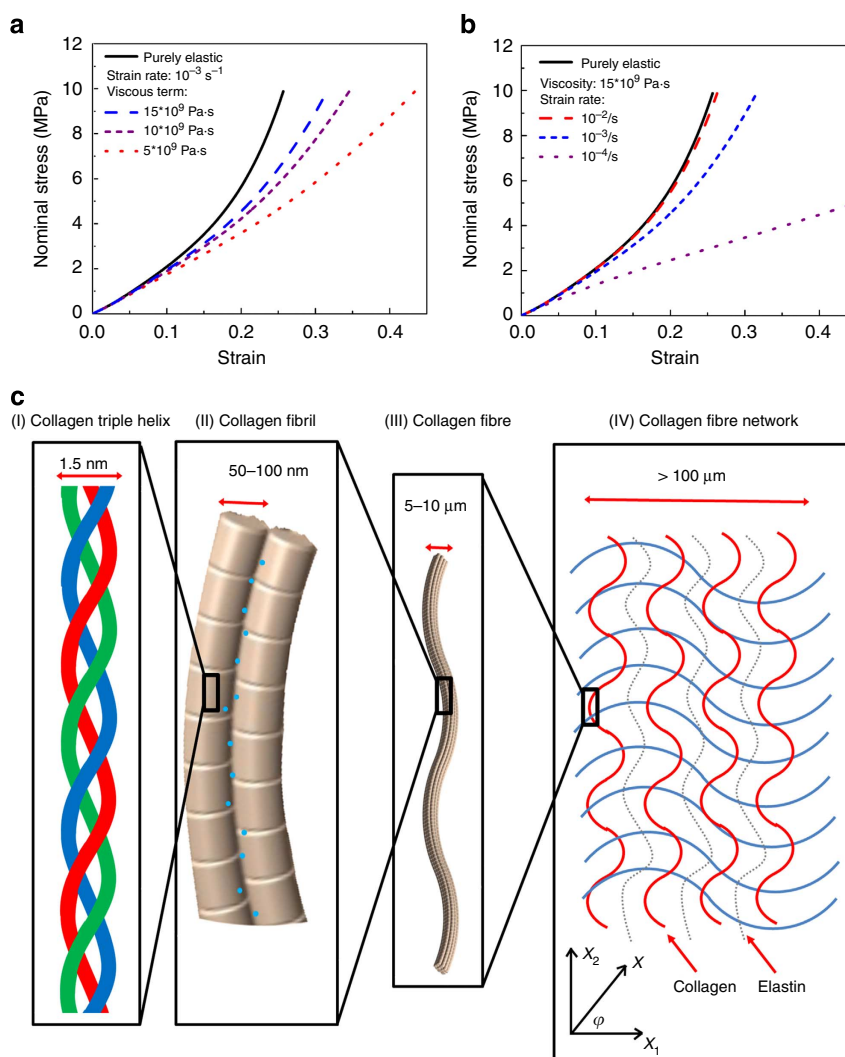 a
12
10
8
6
4
2
0
Nominal stress (MPa)
Purely elastic
Strain rate: 10⁻³ s⁻¹
Viscous term:
15*10⁹ Pa·s
10*10⁹ Pa·s
5*10⁹ Pa·s
0.0 0.1 0.2 0.3 0.4
Strain
b
12
10
8
6
4
2
0
Nominal stress (MPa)
Purely elastic
Viscosity: 15*10⁹ Pa·s
Strain rate:
10⁻²/s
10⁻³/s
10⁻⁴/s
0.0 0.1 0.2 0.3 0.4
Strain
c
(I) Collagen triple helix
(II) Collagen fibril
(III) Collagen fibre
(IV) Collagen fibre network
1.5 nm
50–100 nm
5–10 μm
> 100 μm
X₂
X
φ
X₁
Collagen
Elastin